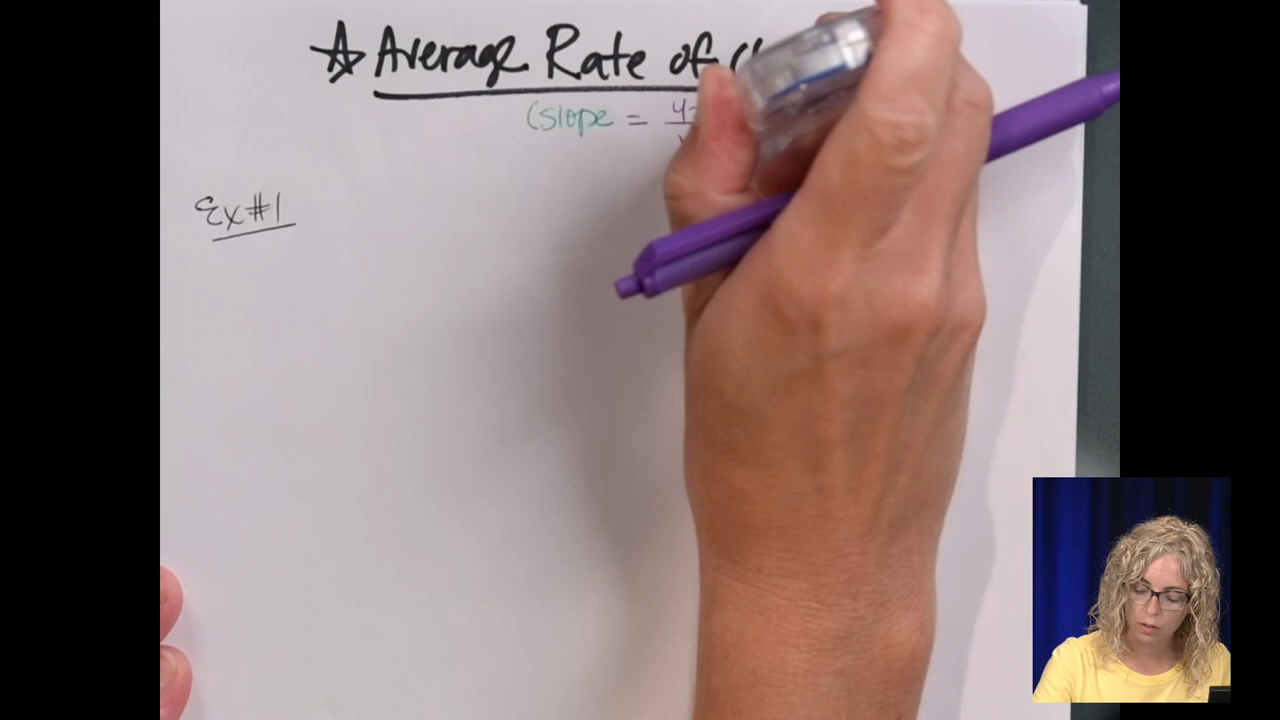 ☆ Average Rate of
(slope =
Ex#1